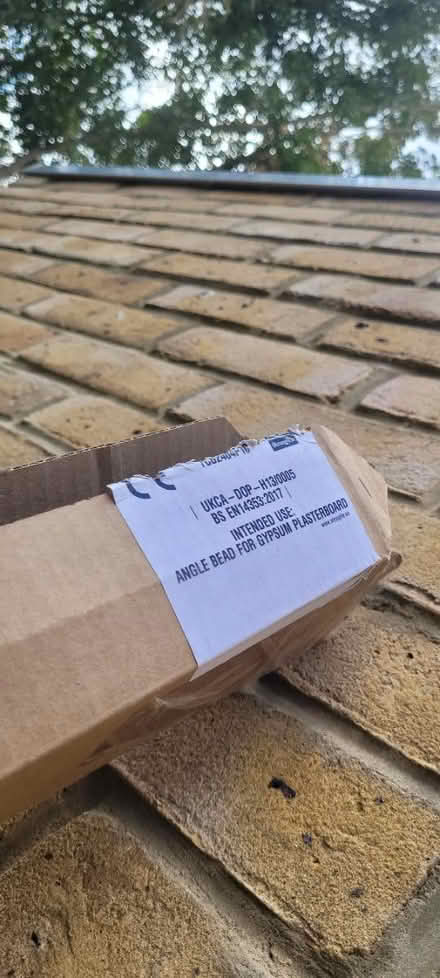 UKCA-DOP-H13/0005
BS EN14353:2017
INTENDED USE:
ANGLE BEAD FOR GYPSUM PLASTERBOARD